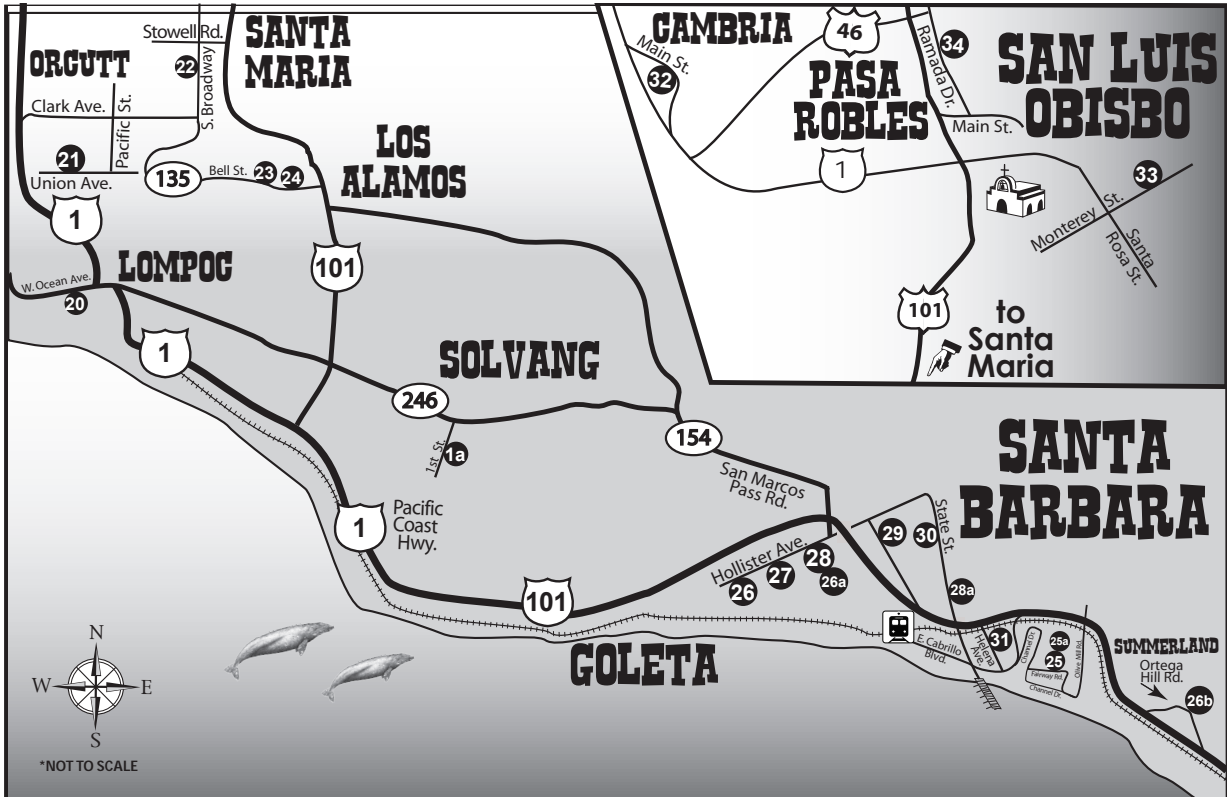 ORCUTT
Stowell Rd.
22
S. Broadway
SANTA
MARIA
Clark Ave.
Pacific St.
21
Union Ave.
135
Bell St.
23
24
LOS
ALAMOS
1
101
LOMPOC
W. Ocean Ave.
20
1
SOLVANG
246
1st St.
1a
154
San Marcos
Pass Rd.
1
Pacific
Coast
Hwy.
101
Hollister Ave.
26
27
28
26a
GOLETA
SANTA
BARBARA
29
30
State St.
28a
E. Cabrillo
Blvd.
Helena
Ave.
31
Channel Dr.
25a
25
Fairway Rd.
Channel Dr.
Olive Mill Rd.
SUMMERLAND
Ortega
Hill Rd.
26b
CAMBRIA
Main St.
32
46
PASA
ROBLES
Ramada Dr.
34
Main St.
SAN LUIS
OBISBO
1
33
Monterey St.
Santa
Rosa St.
101
to
Santa
Maria
N
W
E
S
*NOT TO SCALE